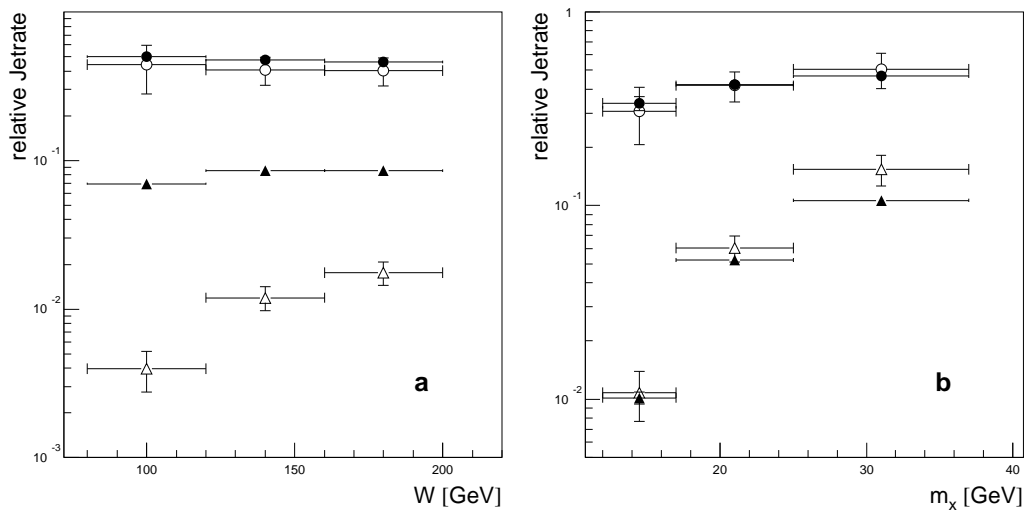 relative Jetrate
10⁻¹
10⁻²
10⁻³
100
150
200
W [GeV]
a
relative Jetrate
1
10⁻¹
10⁻²
20
30
40
mₓ [GeV]
b